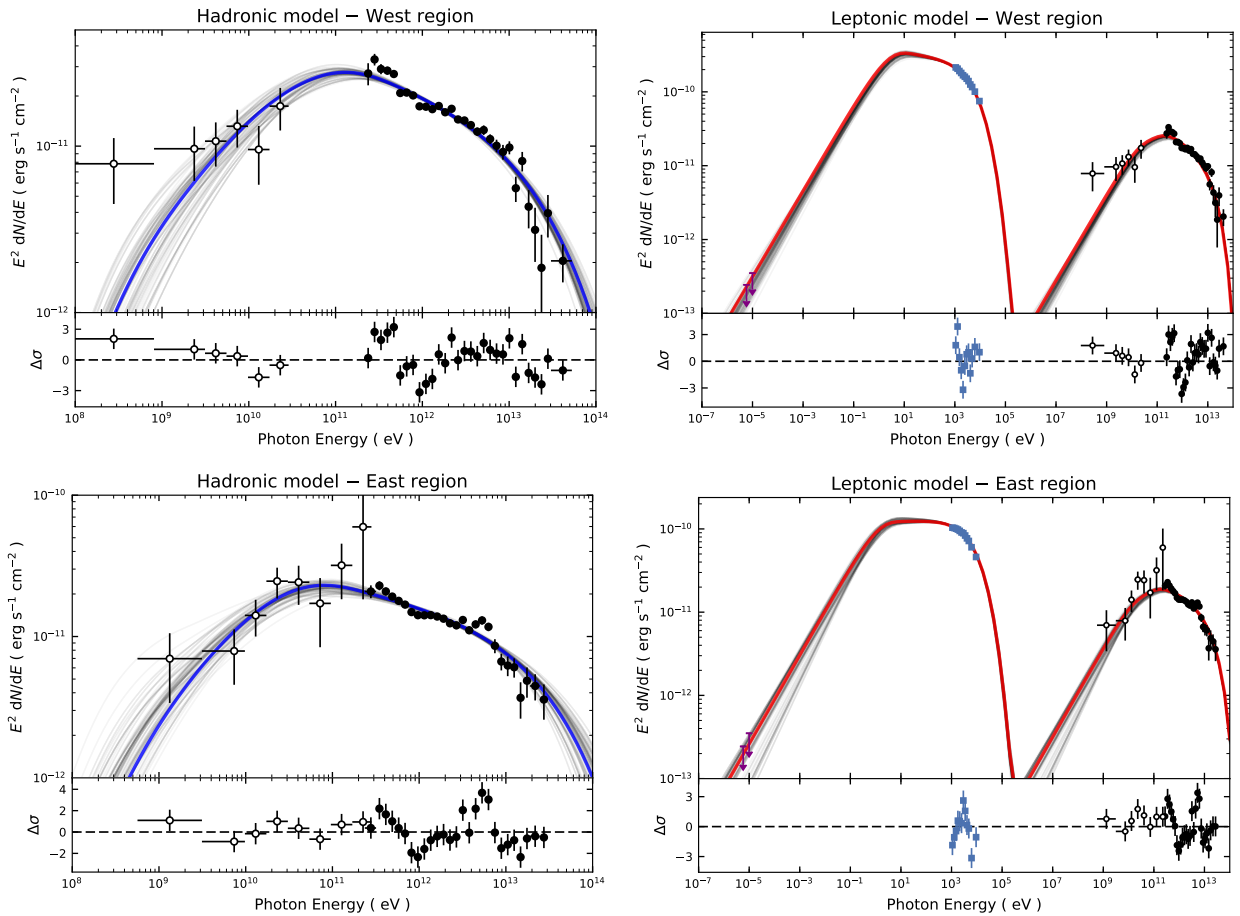 Hadronic model − West region
E² dN/dE ( erg s⁻¹ cm⁻² )
10⁻¹¹
10⁻¹²
Δσ
3
0
−3
10⁸ 10⁹ 10¹⁰ 10¹¹ 10¹² 10¹³ 10¹⁴
Photon Energy ( eV )
Leptonic model − West region
E² dN/dE ( erg s⁻¹ cm⁻² )
10⁻¹⁰
10⁻¹¹
10⁻¹²
10⁻¹³
Δσ
3
0
−3
10⁻⁷ 10⁻⁵ 10⁻³ 10⁻¹ 10¹ 10³ 10⁵ 10⁷ 10⁹ 10¹¹ 10¹³
Photon Energy ( eV )
Hadronic model − East region
E² dN/dE ( erg s⁻¹ cm⁻² )
10⁻¹⁰
10⁻¹¹
10⁻¹²
Δσ
4
2
0
−2
10⁸ 10⁹ 10¹⁰ 10¹¹ 10¹² 10¹³ 10¹⁴
Photon Energy ( eV )
Leptonic model − East region
E² dN/dE ( erg s⁻¹ cm⁻² )
10⁻¹⁰
10⁻¹¹
10⁻¹²
10⁻¹³
Δσ
3
0
−3
10⁻⁷ 10⁻⁵ 10⁻³ 10⁻¹ 10¹ 10³ 10⁵ 10⁷ 10⁹ 10¹¹ 10¹³
Photon Energy ( eV )